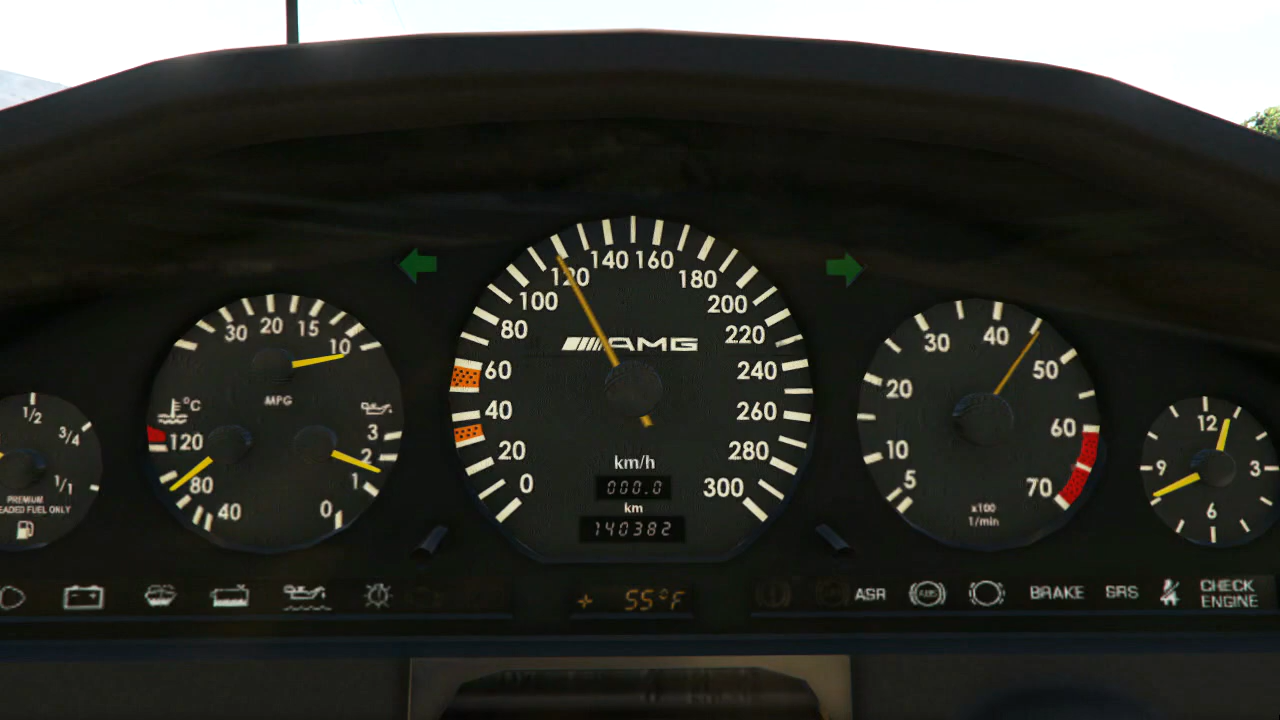 1/2
3/4
1/1
PREMIUM
EADED FUEL ONLY
30 20 15 10
MPG
°C
120
80
40
3
2
1
0
0 20 40 60 80 100 120 140 160 180 200 220 240 260 280 300
AMG
km/h
000.0
km
140382
5 10 20 30 40 50 60 70
x100
1/min
12
3
6
9
55°F
ASR
ABS
BRAKE
SRS
CHECK
ENGINE